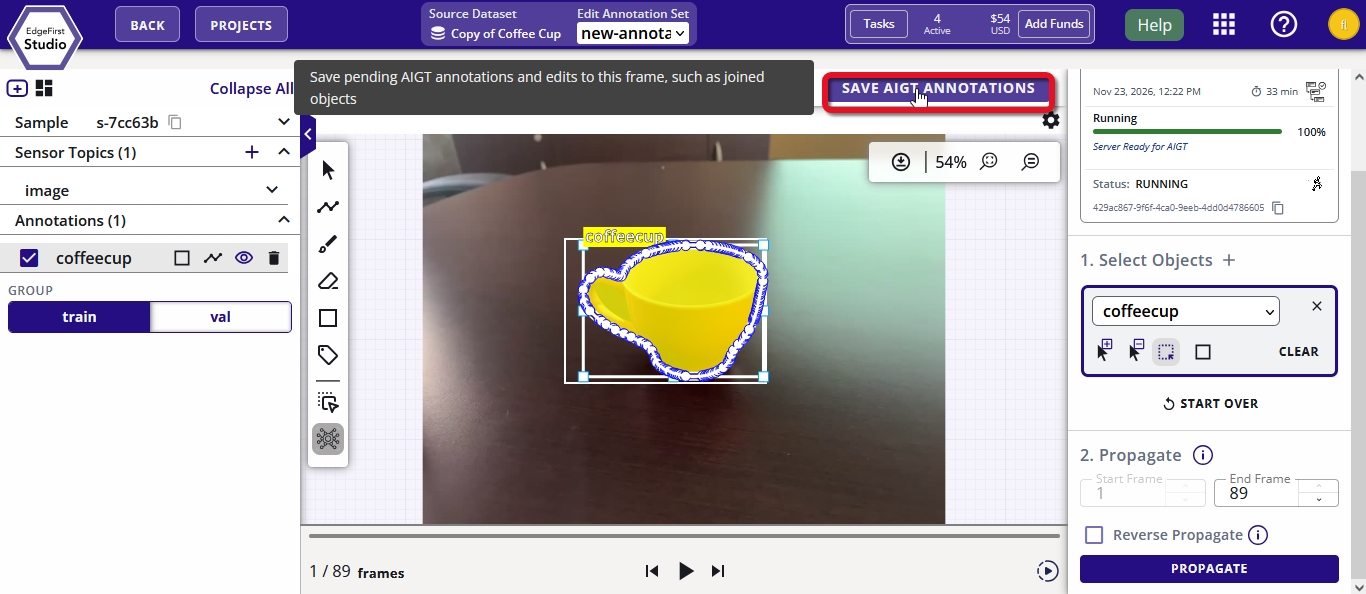 EdgeFirst
Studio
BACK
PROJECTS
Source Dataset
Copy of Coffee Cup
Edit Annotation Set
new-annota
Tasks
4
Active
$54
USD
Add Funds
Help
fl
Collapse All
Save pending AIGT annotations and edits to this frame, such as joined
objects
SAVE AIGT ANNOTATIONS
Sample s-7cc63b
Sensor Topics (1)
image
Annotations (1)
coffeecup
GROUP
train
val
54%
coffeecup
1 / 89 frames
Nov 23, 2026, 12:22 PM
33 min
Running
100%
Server Ready for AIGT
Status: RUNNING
429ac867-9f6f-4ca0-9eeb-4dd0d4786605
1. Select Objects
coffeecup
CLEAR
START OVER
2. Propagate
Start Frame
1
End Frame
89
Reverse Propagate
PROPAGATE